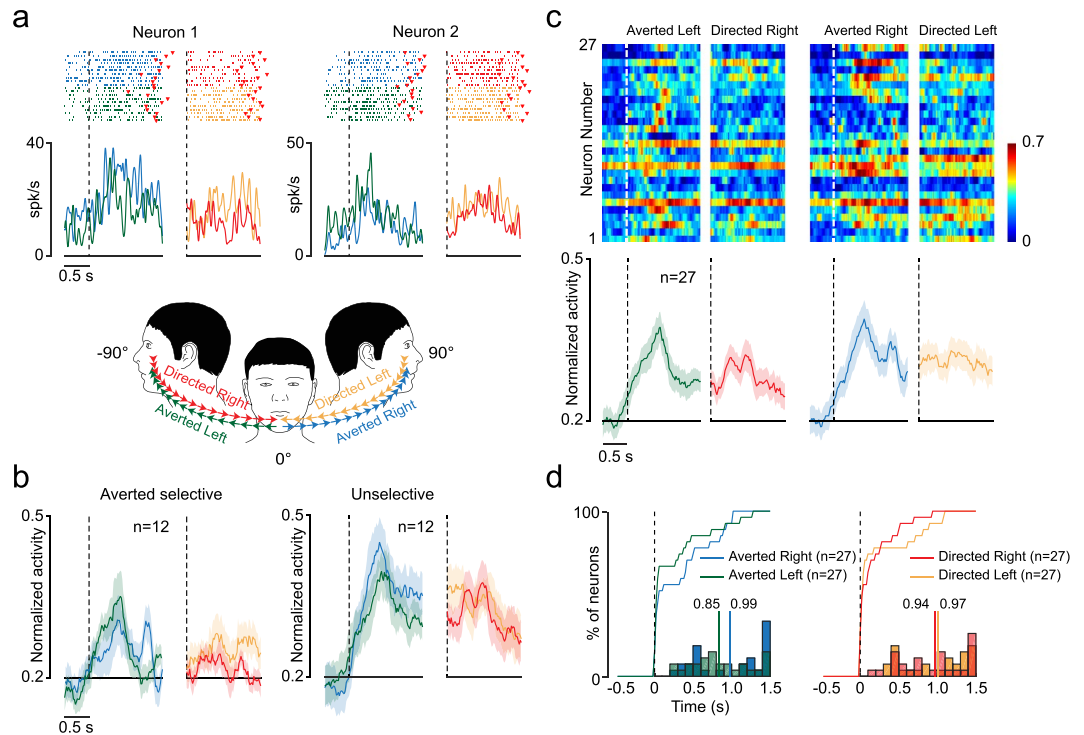 a
Neuron 1
Neuron 2
40
spk/s
0
0.5 s
50
spk/s
0
-90°
90°
Directed Right
Averted Left
Directed Left
Averted Right
0°
b
Averted selective
Unselective
0.5
n=12
Normalized activity
0.2
0.5 s
0.5
n=12
Normalized activity
0.2
c
Averted Left
Directed Right
Averted Right
Directed Left
27
Neuron Number
1
0.7
0
0.5
n=27
Normalized activity
0.2
0.5 s
d
100
% of neurons
0
Averted Right (n=27)
Averted Left (n=27)
0.85
0.99
-0.5
0
0.5
1.0
1.5
Time (s)
Directed Right (n=27)
Directed Left (n=27)
0.94
0.97
-0.5
0
0.5
1.0
1.5